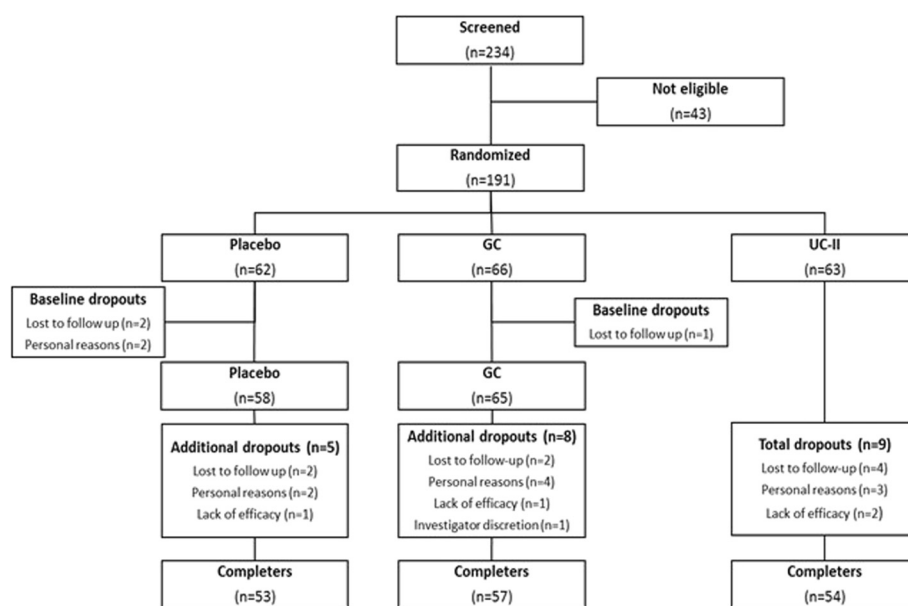 Screened
(n=234)
Not eligible
(n=43)
Randomized
(n=191)
Placebo
(n=62)
GC
(n=66)
UC-II
(n=63)
Baseline dropouts
Lost to follow up (n=2)
Personal reasons (n=2)
Baseline dropouts
Lost to follow up (n=1)
Placebo
(n=58)
GC
(n=65)
Additional dropouts (n=5)
Lost to follow up (n=2)
Personal reasons (n=2)
Lack of efficacy (n=1)
Additional dropouts (n=8)
Lost to follow-up (n=2)
Personal reasons (n=4)
Lack of efficacy (n=1)
Investigator discretion (n=1)
Total dropouts (n=9)
Lost to follow-up (n=4)
Personal reasons (n=3)
Lack of efficacy (n=2)
Completers
(n=53)
Completers
(n=57)
Completers
(n=54)